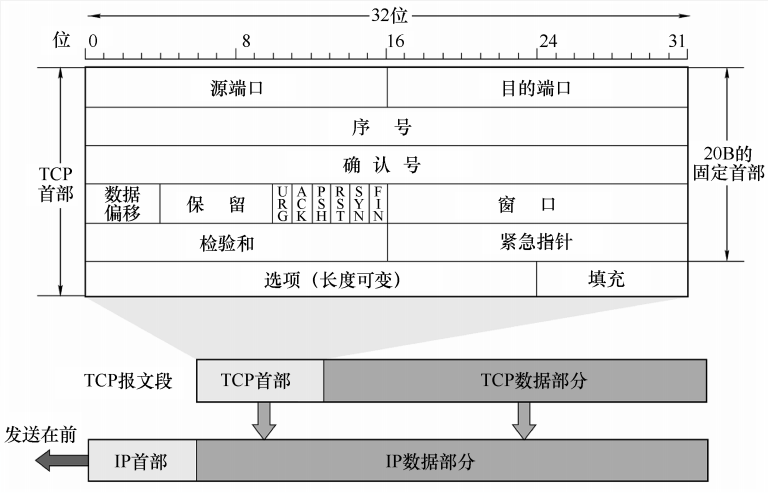 32位
位 0 8 16 24 31
源端口 目的端口
序 号
确 认 号
TCP
首部
20B的
固定首部
数据
偏移
保 留
URG
ACK
PSH
RST
SYN
FIN
窗 口
检验和 紧急指针
选项（长度可变） 填充
TCP报文段 TCP首部 TCP数据部分
发送在前
IP首部 IP数据部分